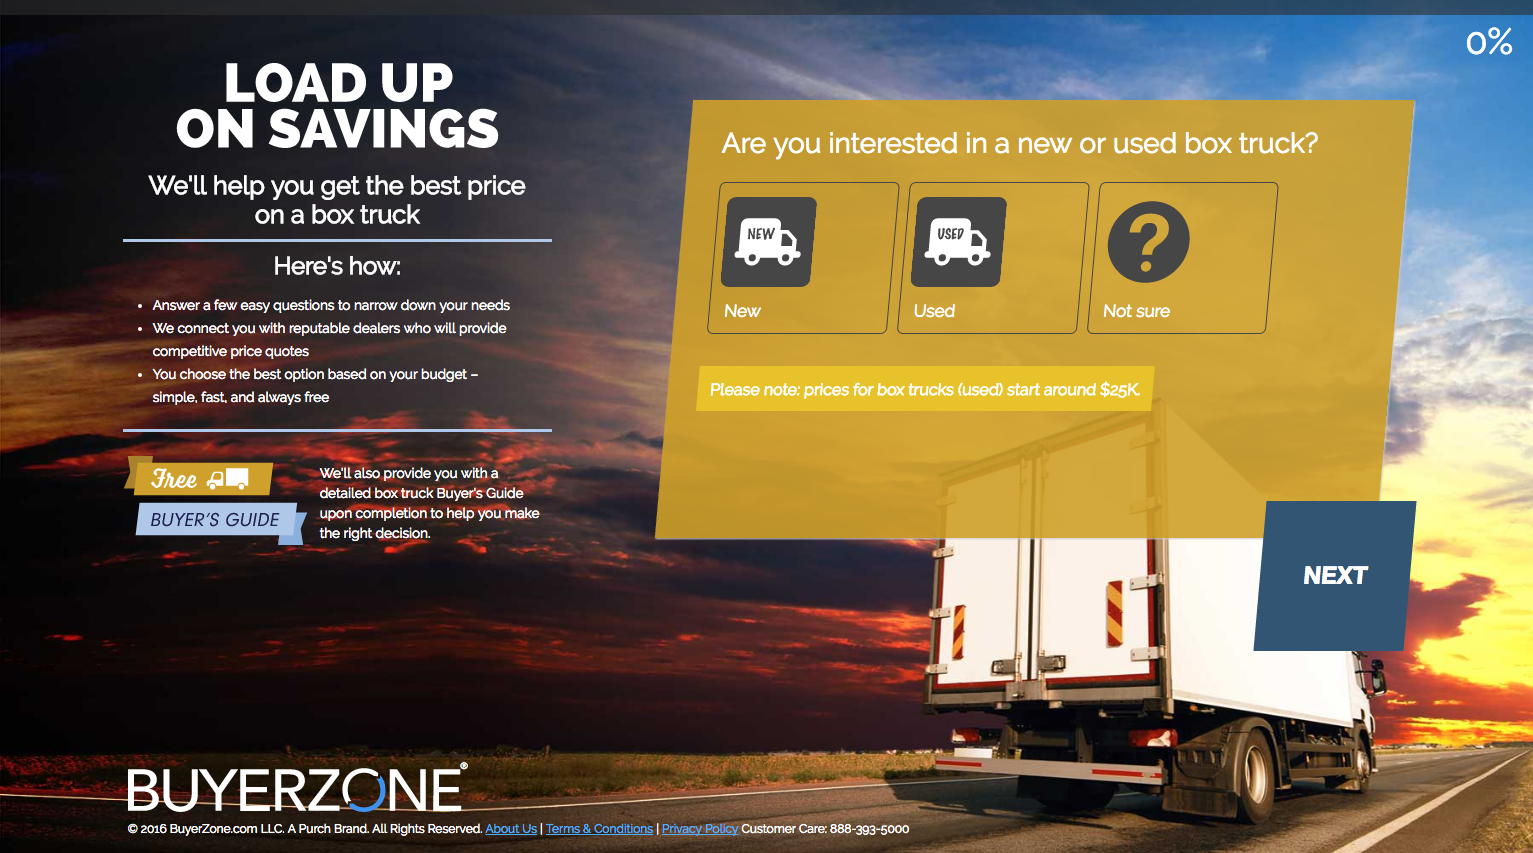 0%
LOAD UP
ON SAVINGS
We'll help you get the best price
on a box truck
Here's how:
• Answer a few easy questions to narrow down your needs
• We connect you with reputable dealers who will provide
competitive price quotes
• You choose the best option based on your budget –
simple, fast, and always free
Free
BUYER'S GUIDE
We'll also provide you with a
detailed box truck Buyer's Guide
upon completion to help you make
the right decision.
Are you interested in a new or used box truck?
NEW
New
USED
Used
?
Not sure
Please note: prices for box trucks (used) start around $25K.
NEXT
BUYERZONE®
© 2016 BuyerZone.com LLC. A Purch Brand. All Rights Reserved. About Us | Terms & Conditions | Privacy Policy Customer Care: 888-393-5000